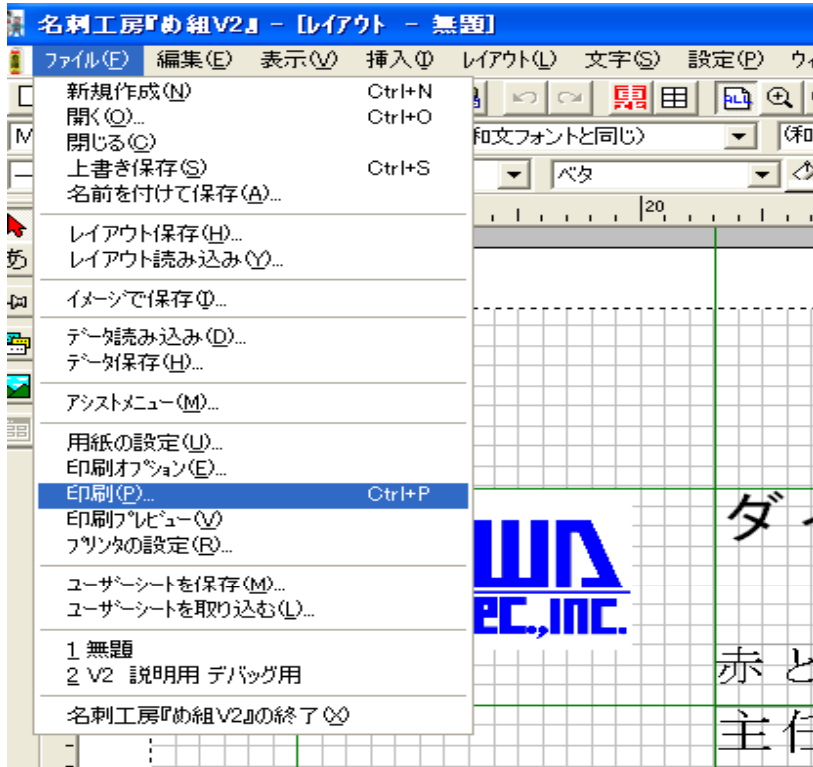 名刺工房『め組V2』 - [レイアウト - 無題]
ファイル(F) 編集(E) 表示(V) 挿入(I) レイアウト(L) 文字(S) 設定(P)
新規作成(N) Ctrl+N
開く(O)...
Ctrl+O
閉じる(C)
上書き保存(S) Ctrl+S
名前を付けて保存(A)...
レイアウト保存(H)...
レイアウト読み込み(Y)...
イメージで保存(I)...
データ読み込み(D)...
データ保存(H)...
アシストメニュー(M)...
用紙の設定(U)...
印刷オプション(E)...
印刷(P)... Ctrl+P
印刷プレビュー(V)
プリンタの設定(R)...
ユーザーシートを保存(M)...
ユーザーシートを取り込む(L)...
1 無題
2 V2 説明用 デバッグ用
名刺工房『め組V2』の終了(X)
和文フォントと同じ) (和
ベタ
20
あ
ALL
ec.,inc.
ダ
赤 と
主 任